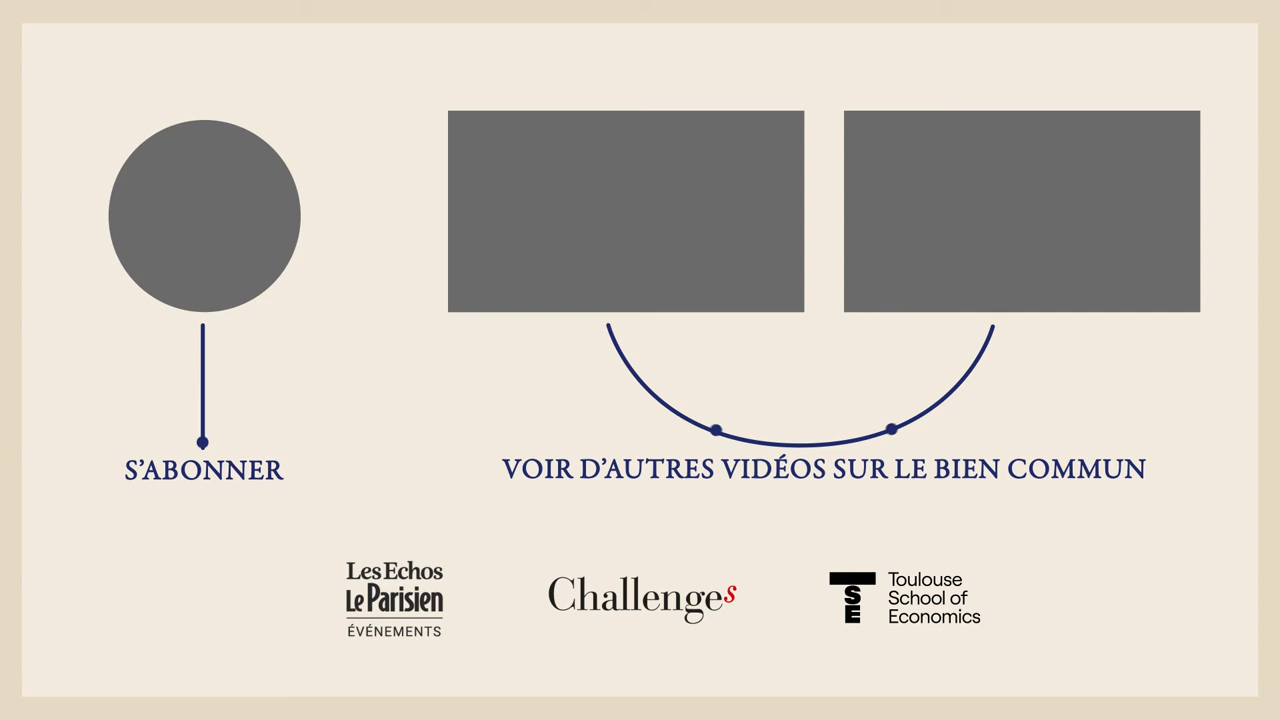 S'ABONNER
VOIR D'AUTRES VIDÉOS SUR LE BIEN COMMUN
Les Echos
Le Parisien
ÉVÉNEMENTS
Challenges
TSE
Toulouse
School of
Economics